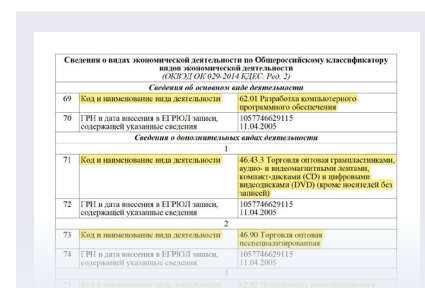 Сведения о видах экономической деятельности по Общероссийскому классификатору
видов экономической деятельности
(ОКВЭД ОК 029-2014 КДЕС. Ред. 2)
Сведения об основном виде деятельности
69 Код и наименование вида деятельности 62.01 Разработка компьютерного
программного обеспечения
70 ГРН и дата внесения в ЕГРЮЛ записи, 1057746629115
содержащей указанные сведения 11.04.2005
Сведения о дополнительных видах деятельности
1
71 Код и наименование вида деятельности 46.43.3 Торговля оптовая грампластинками,
аудио- и видеомагнитными лентами,
компакт-дисками (CD) и цифровыми
видеодисками (DVD) (кроме носителей без
записей)
72 ГРН и дата внесения в ЕГРЮЛ записи, 1057746629115
содержащей указанные сведения 11.04.2005
2
73 Код и наименование вида деятельности 46.90 Торговля оптовая
неспециализированная
74 ГРН и дата внесения в ЕГРЮЛ записи, 1057746629115
содержащей указанные сведения 11.04.2005
3